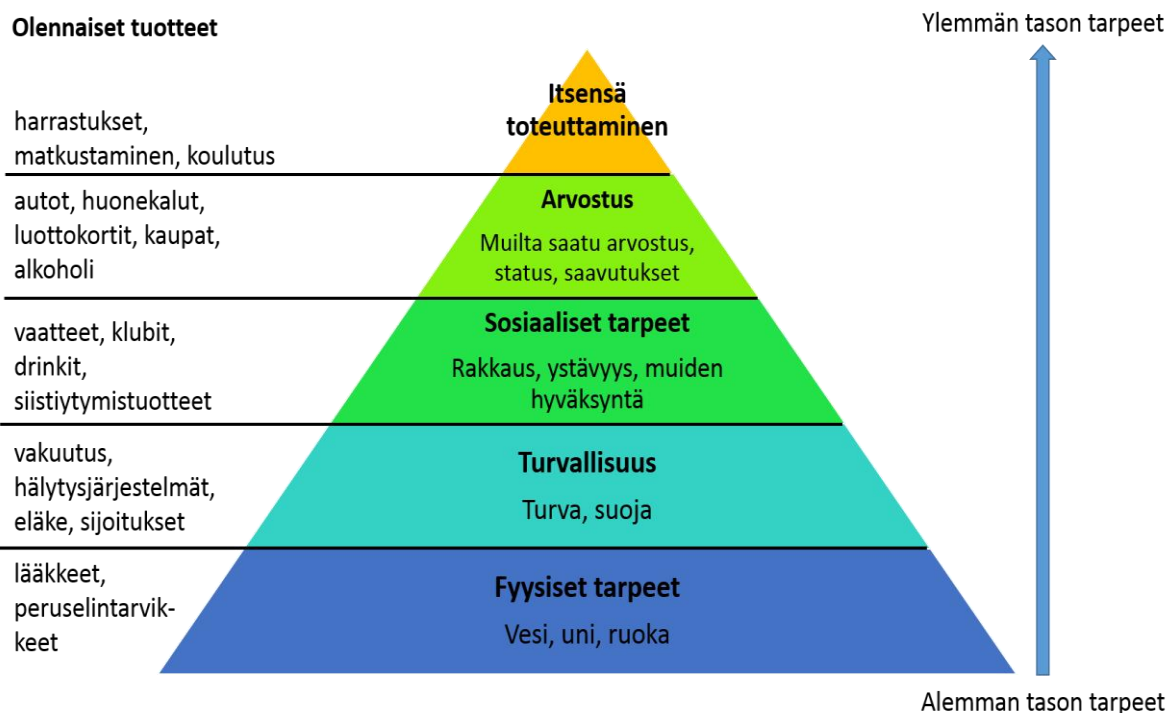 Olennaiset tuotteet
Ylemmän tason tarpeet
harrastukset,
matkustaminen, koulutus
Itsensä
toteuttaminen
autot, huonekalut,
luottokortit, kaupat,
alkoholi
Arvostus
Muilta saatu arvostus,
status, saavutukset
vaatteet, klubit,
drinkit,
siistiytymistuotteet
Sosiaaliset tarpeet
Rakkaus, ystävyys, muiden
hyväksyntä
vakuutus,
hälytysjärjestelmät,
eläke, sijoitukset
Turvallisuus
Turva, suoja
lääkkeet,
peruselintarvik-
keet
Fyysiset tarpeet
Vesi, uni, ruoka
Alemman tason tarpeet